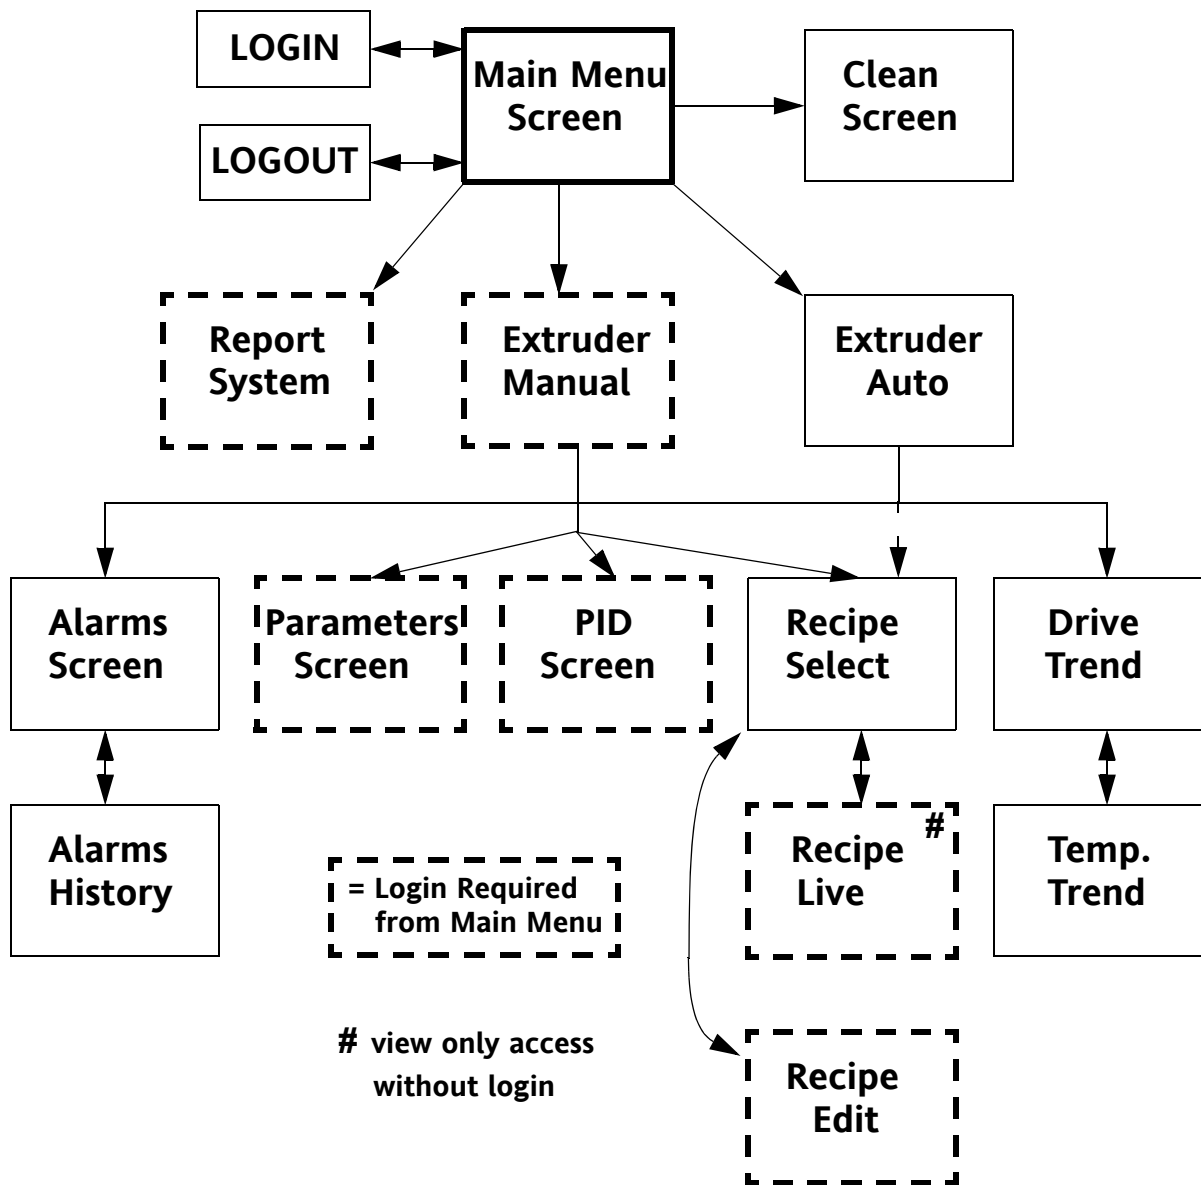 LOGIN
Main Menu
Screen
Clean
Screen
LOGOUT
Report
System
Extruder
Manual
Extruder
Auto
Alarms
Screen
Parameters
Screen
PID
Screen
Recipe
Select
Drive
Trend
Alarms
History
= Login Required
from Main Menu
#
Recipe
Live
Temp.
Trend
# view only access
without login
Recipe
Edit